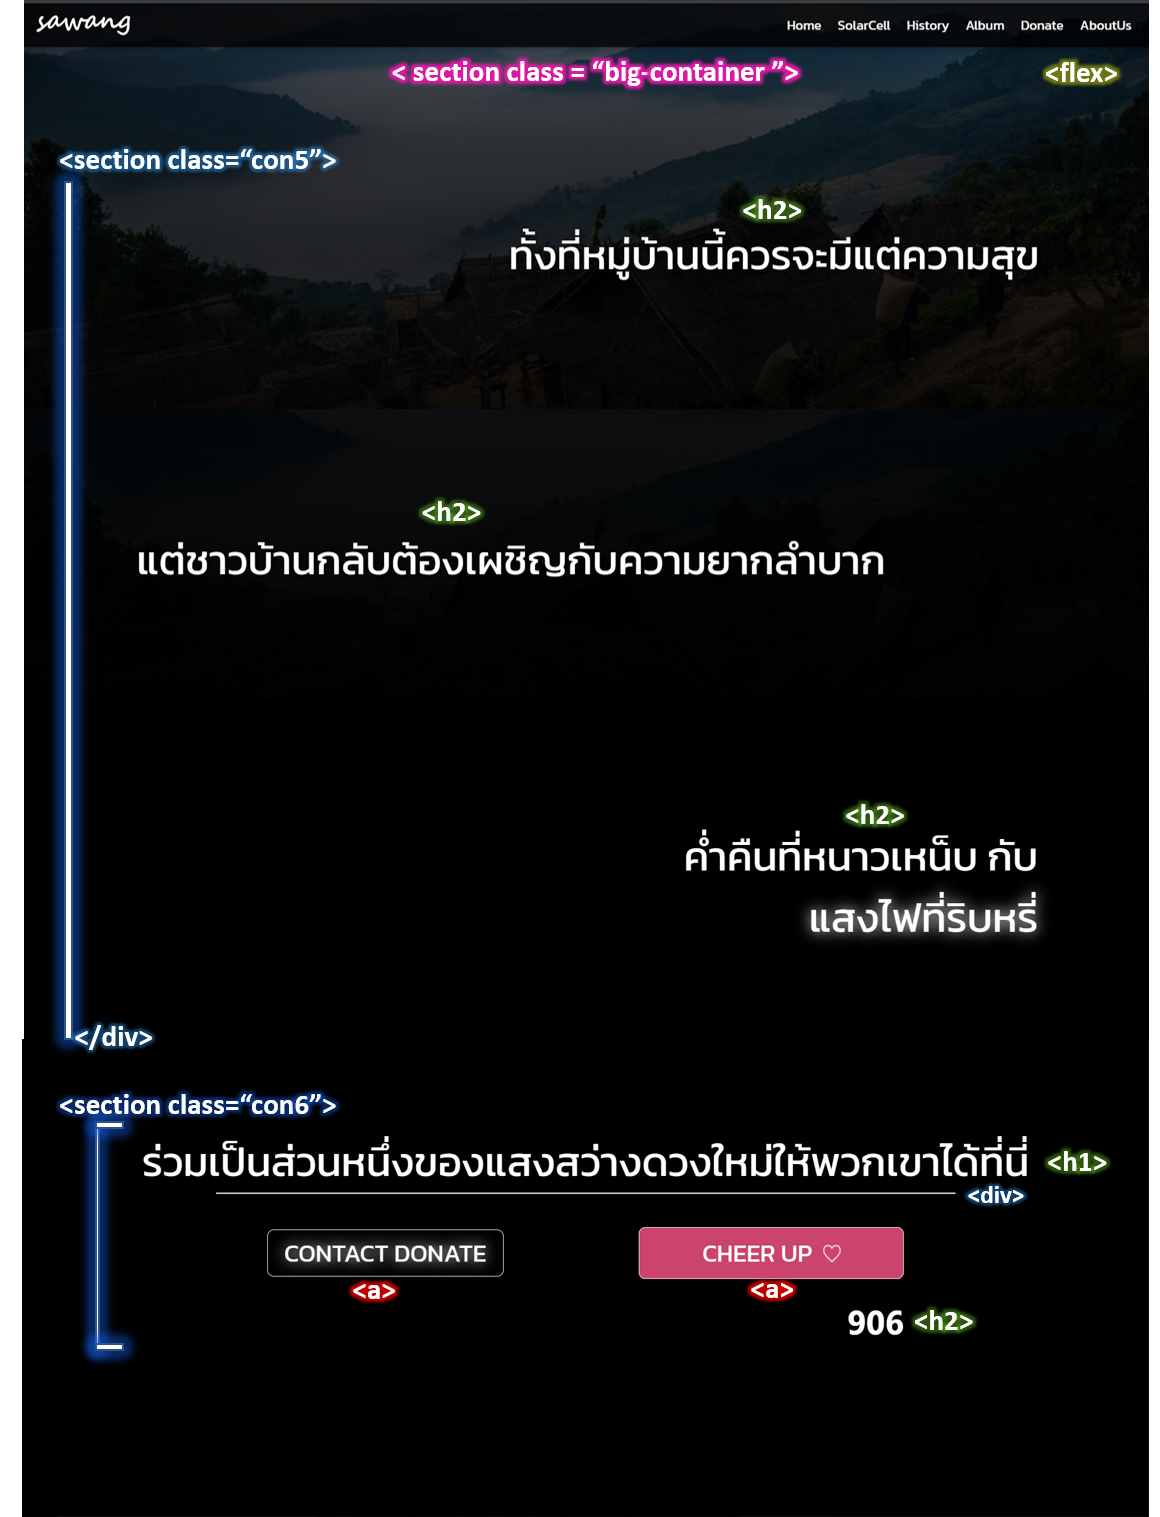 sawang
Home SolarCell History Album Donate AboutUs
< section class = “big-container ”>
<flex>
<section class=“con5”>
<h2>
ทั้งที่หมู่บ้านนี้ควรจะมีแต่ความสุข
<h2>
แต่ชาวบ้านกลับต้องเผชิญกับความยากลำบาก
<h2>
ค่ำคืนที่หนาวเหน็บ กับ
แสงไฟที่ริบหรี่
</div>
<section class=“con6”>
ร่วมเป็นส่วนหนึ่งของแสงสว่างดวงใหม่ให้พวกเขาได้ที่นี่ <h1>
<div>
CONTACT DONATE CHEER UP ♡
<a> <a>
906 <h2>